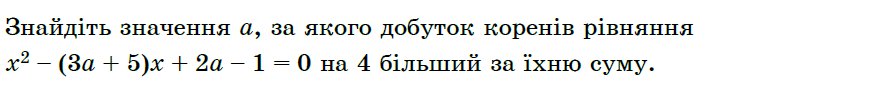 Знайдіть значення a, за якого добуток коренів рівняння
x² – (3a + 5)x + 2a – 1 = 0 на 4 більший за їхню суму.